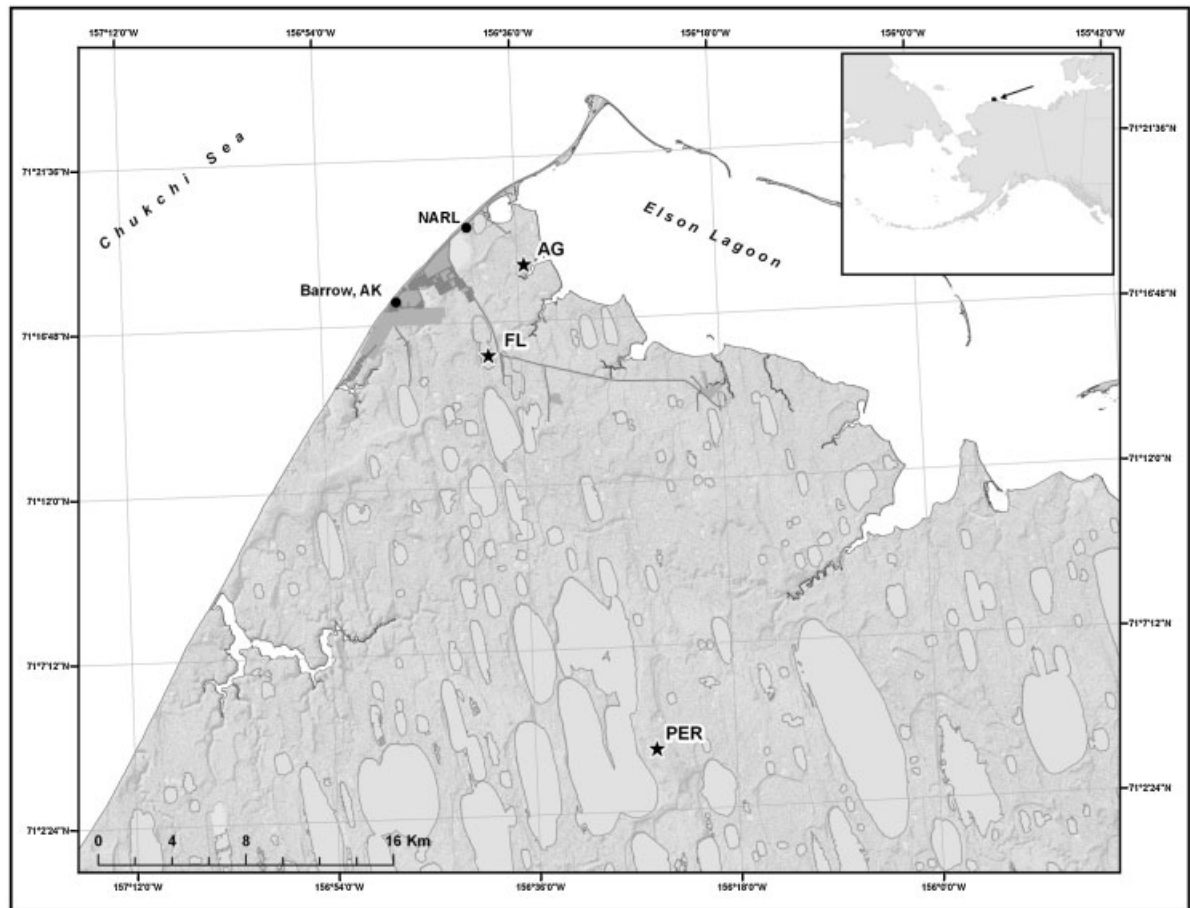 157°12'0"W 156°54'0"W 156°36'0"W 156°18'0"W 156°0'0"W 155°42'0"W
71°21'36"N
71°21'36"N
Chukchi Sea
NARL
Elson Lagoon
AG
Barrow, AK
71°16'48"N
71°16'48"N
FL
71°12'0"N
71°12'0"N
71°7'12"N
71°7'12"N
PER
71°2'24"N
71°2'24"N
0 4 8 16 Km
157°12'0"W 156°54'0"W 156°36'0"W 156°18'0"W 156°0'0"W